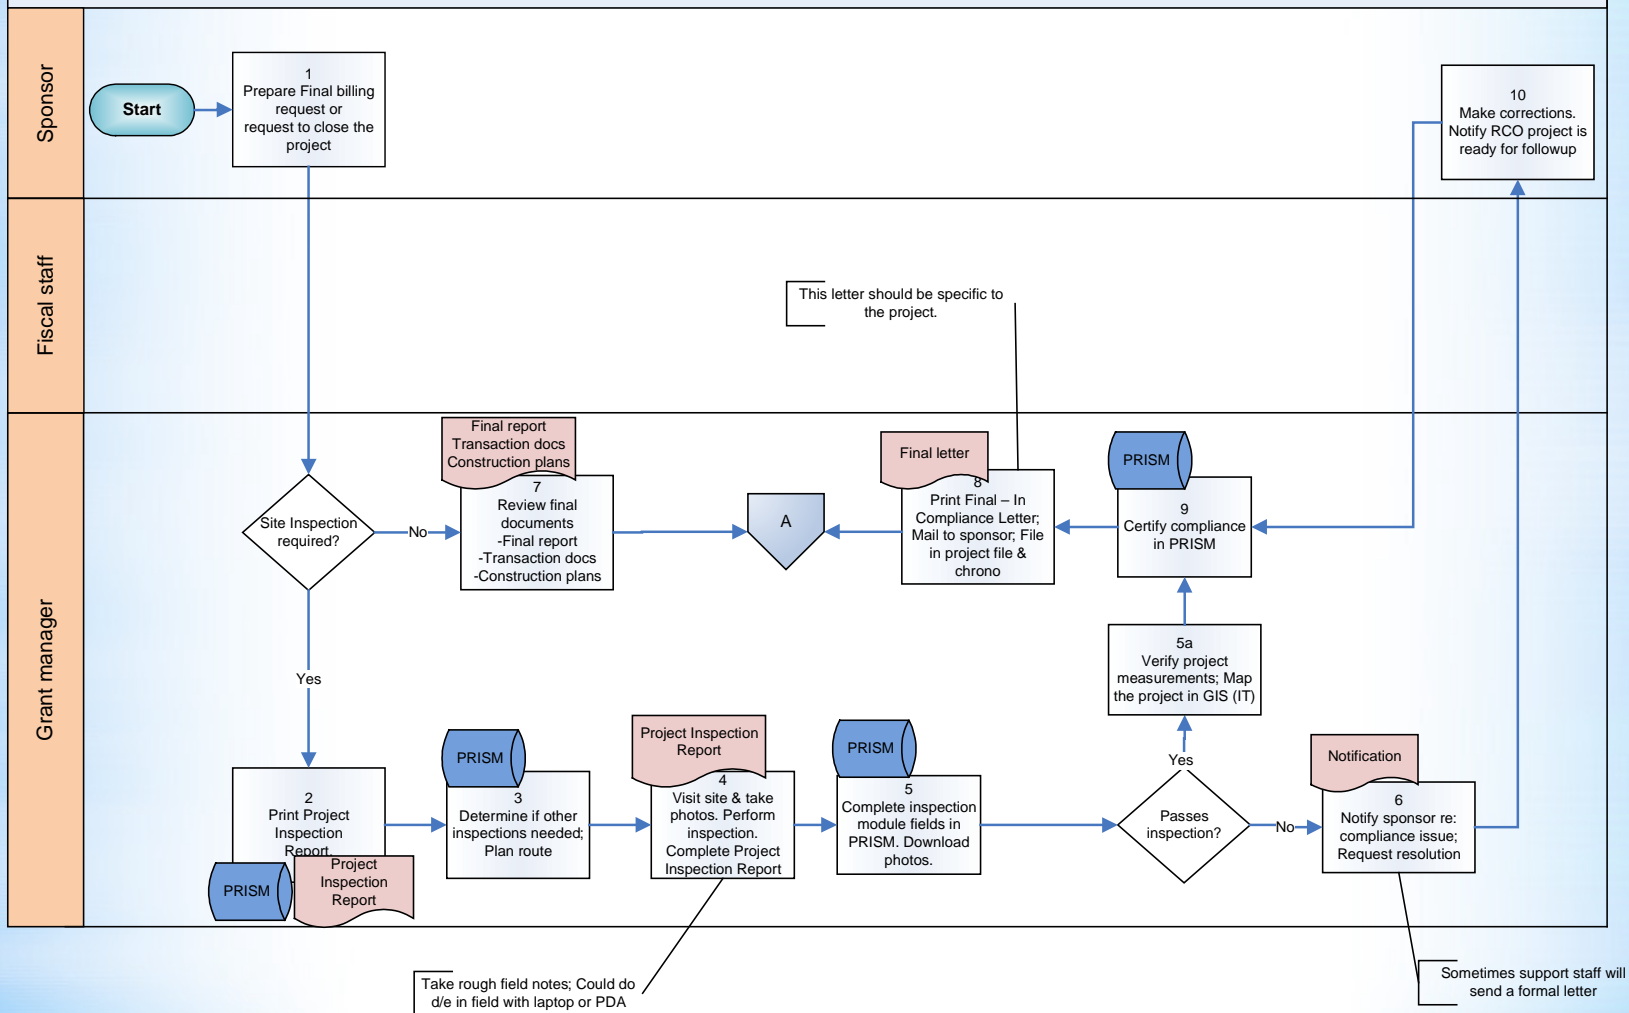 Sponsor
Start
1
Prepare Final billing
request or
request to close the
project
10
Make corrections.
Notify RCO project is
ready for followup
Fiscal staff
This letter should be specific to
the project.
Grant manager
Site Inspection
required?
No
Final report
Transaction docs
Construction plans
7
Review final
documents
-Final report
-Transaction docs
-Construction plans
A
Final letter
8
Print Final – In
Compliance Letter;
Mail to sponsor; File
in project file &
chrono
PRISM
9
Certify compliance
in PRISM
5a
Verify project
measurements; Map
the project in GIS (IT)
Yes
Yes
2
Print Project
Inspection
Report.
PRISM
Project
Inspection
Report
PRISM
3
Determine if other
inspections needed;
Plan route
Project Inspection
Report
4
Visit site & take
photos. Perform
inspection.
Complete Project
Inspection Report
PRISM
5
Complete inspection
module fields in
PRISM. Download
photos.
Passes
inspection?
No
Notification
6
Notify sponsor re:
compliance issue;
Request resolution
Take rough field notes; Could do
d/e in field with laptop or PDA
Sometimes support staff will
send a formal letter